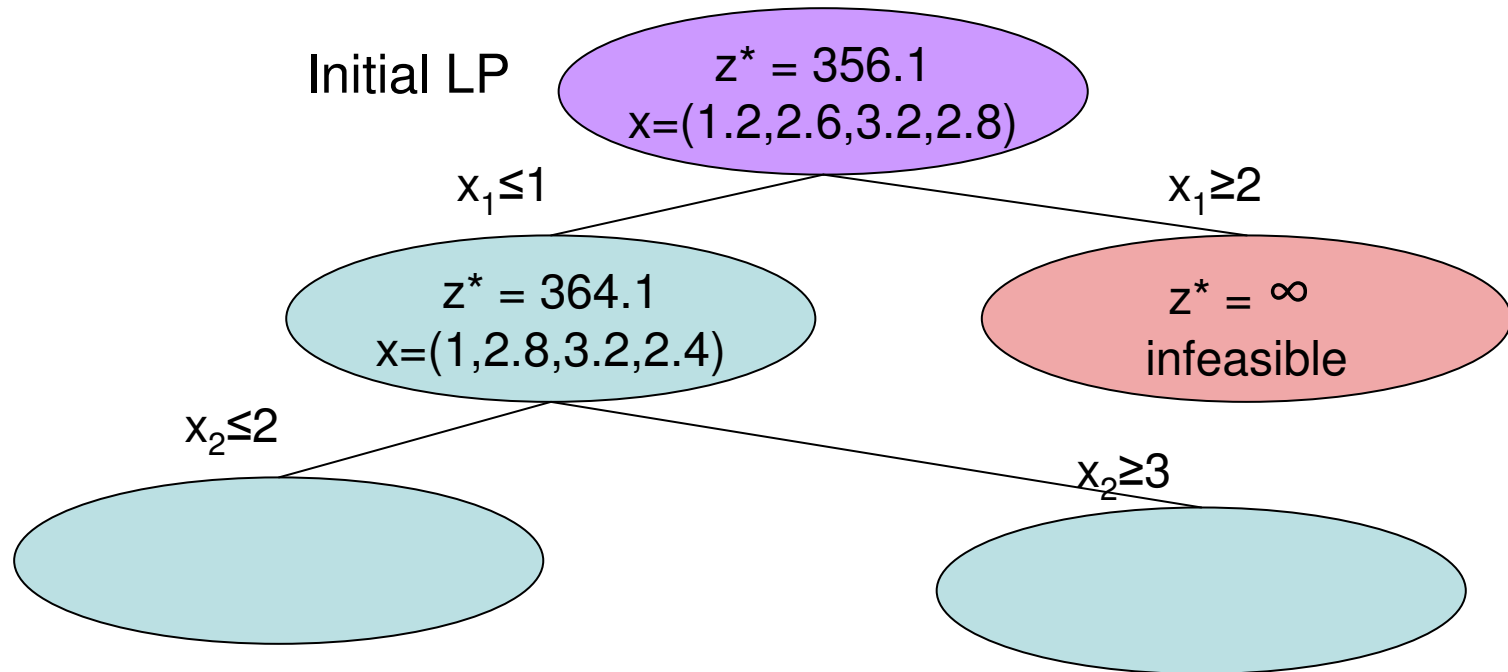 Initial LP
z* = 356.1
x=(1.2,2.6,3.2,2.8)
x₁≤1
x₁≥2
z* = 364.1
x=(1,2.8,3.2,2.4)
z* = ∞
infeasible
x₂≤2
x₂≥3